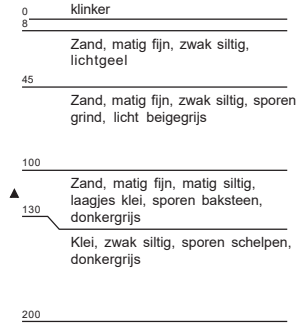 0 klinker
8
Zand, matig fijn, zwak siltig,
lichtgeel
45
Zand, matig fijn, zwak siltig, sporen
grind, licht beigegrijs
100
Zand, matig fijn, matig siltig,
laagjes klei, sporen baksteen,
donkergrijs
130
Klei, zwak siltig, sporen schelpen,
donkergrijs
200